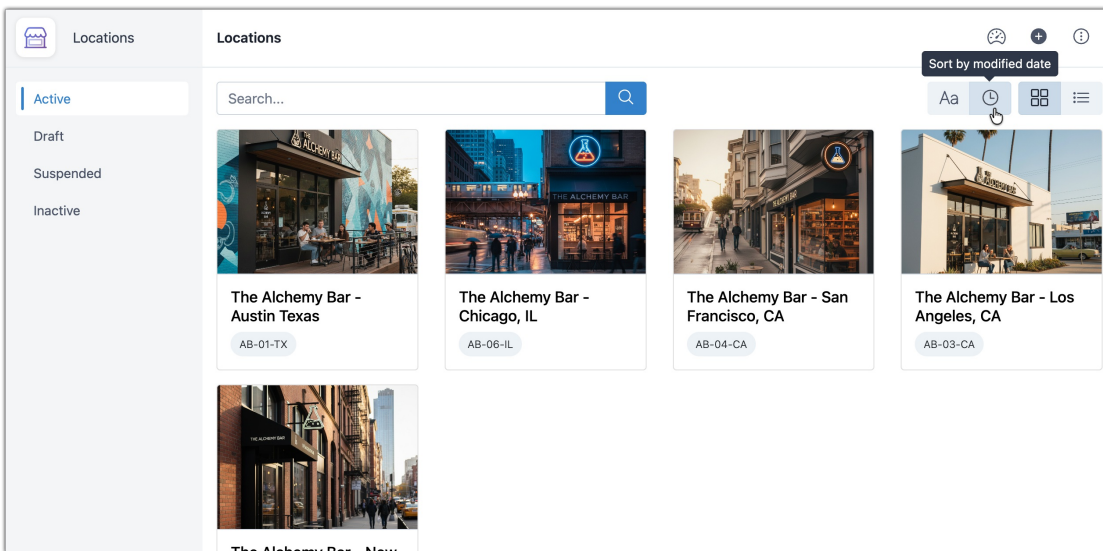 Locations
Locations
Sort by modified date
Active
Search...
Aa
Draft
Suspended
Inactive
THE
ALCHEMY BAR
THE ALCHEMY BAR
The Alchemy Bar -
Austin Texas
AB-01-TX
The Alchemy Bar -
Chicago, IL
AB-06-IL
The Alchemy Bar - San
Francisco, CA
AB-04-CA
The Alchemy Bar - Los
Angeles, CA
AB-03-CA
THE ALCHEMY BAR
The Alchemy Bar - New